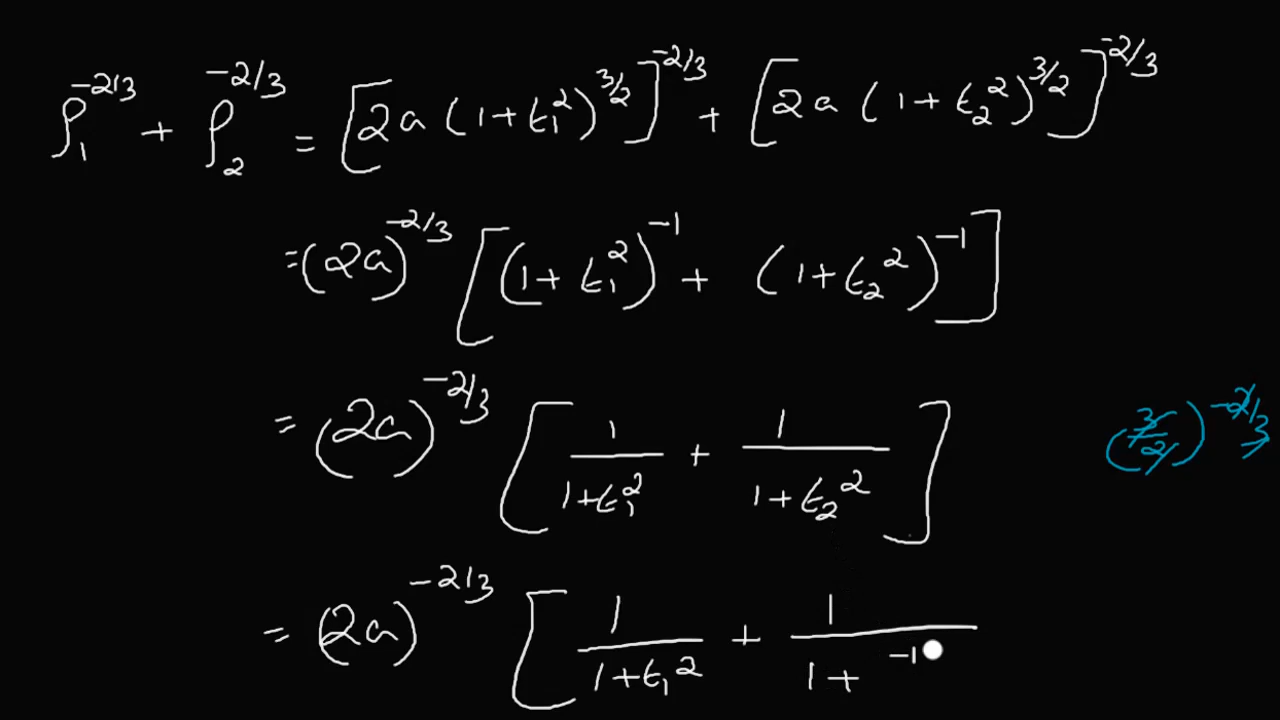 ρ₁^(-2/3) + ρ₂^(-2/3) = [2a (1+t₁²)^(3/2)]^(-2/3) + [2a (1+t₂²)^(3/2)]^(-2/3)
= (2a)^(-2/3) [(1+t₁²)^(-1) + (1+t₂²)^(-1)]
= (2a)^(-2/3) [1/(1+t₁²) + 1/(1+t₂²)] (3/2)^(-2/3)
= (2a)^(-2/3) [1/(1+t₁²) + 1/(1+ -1